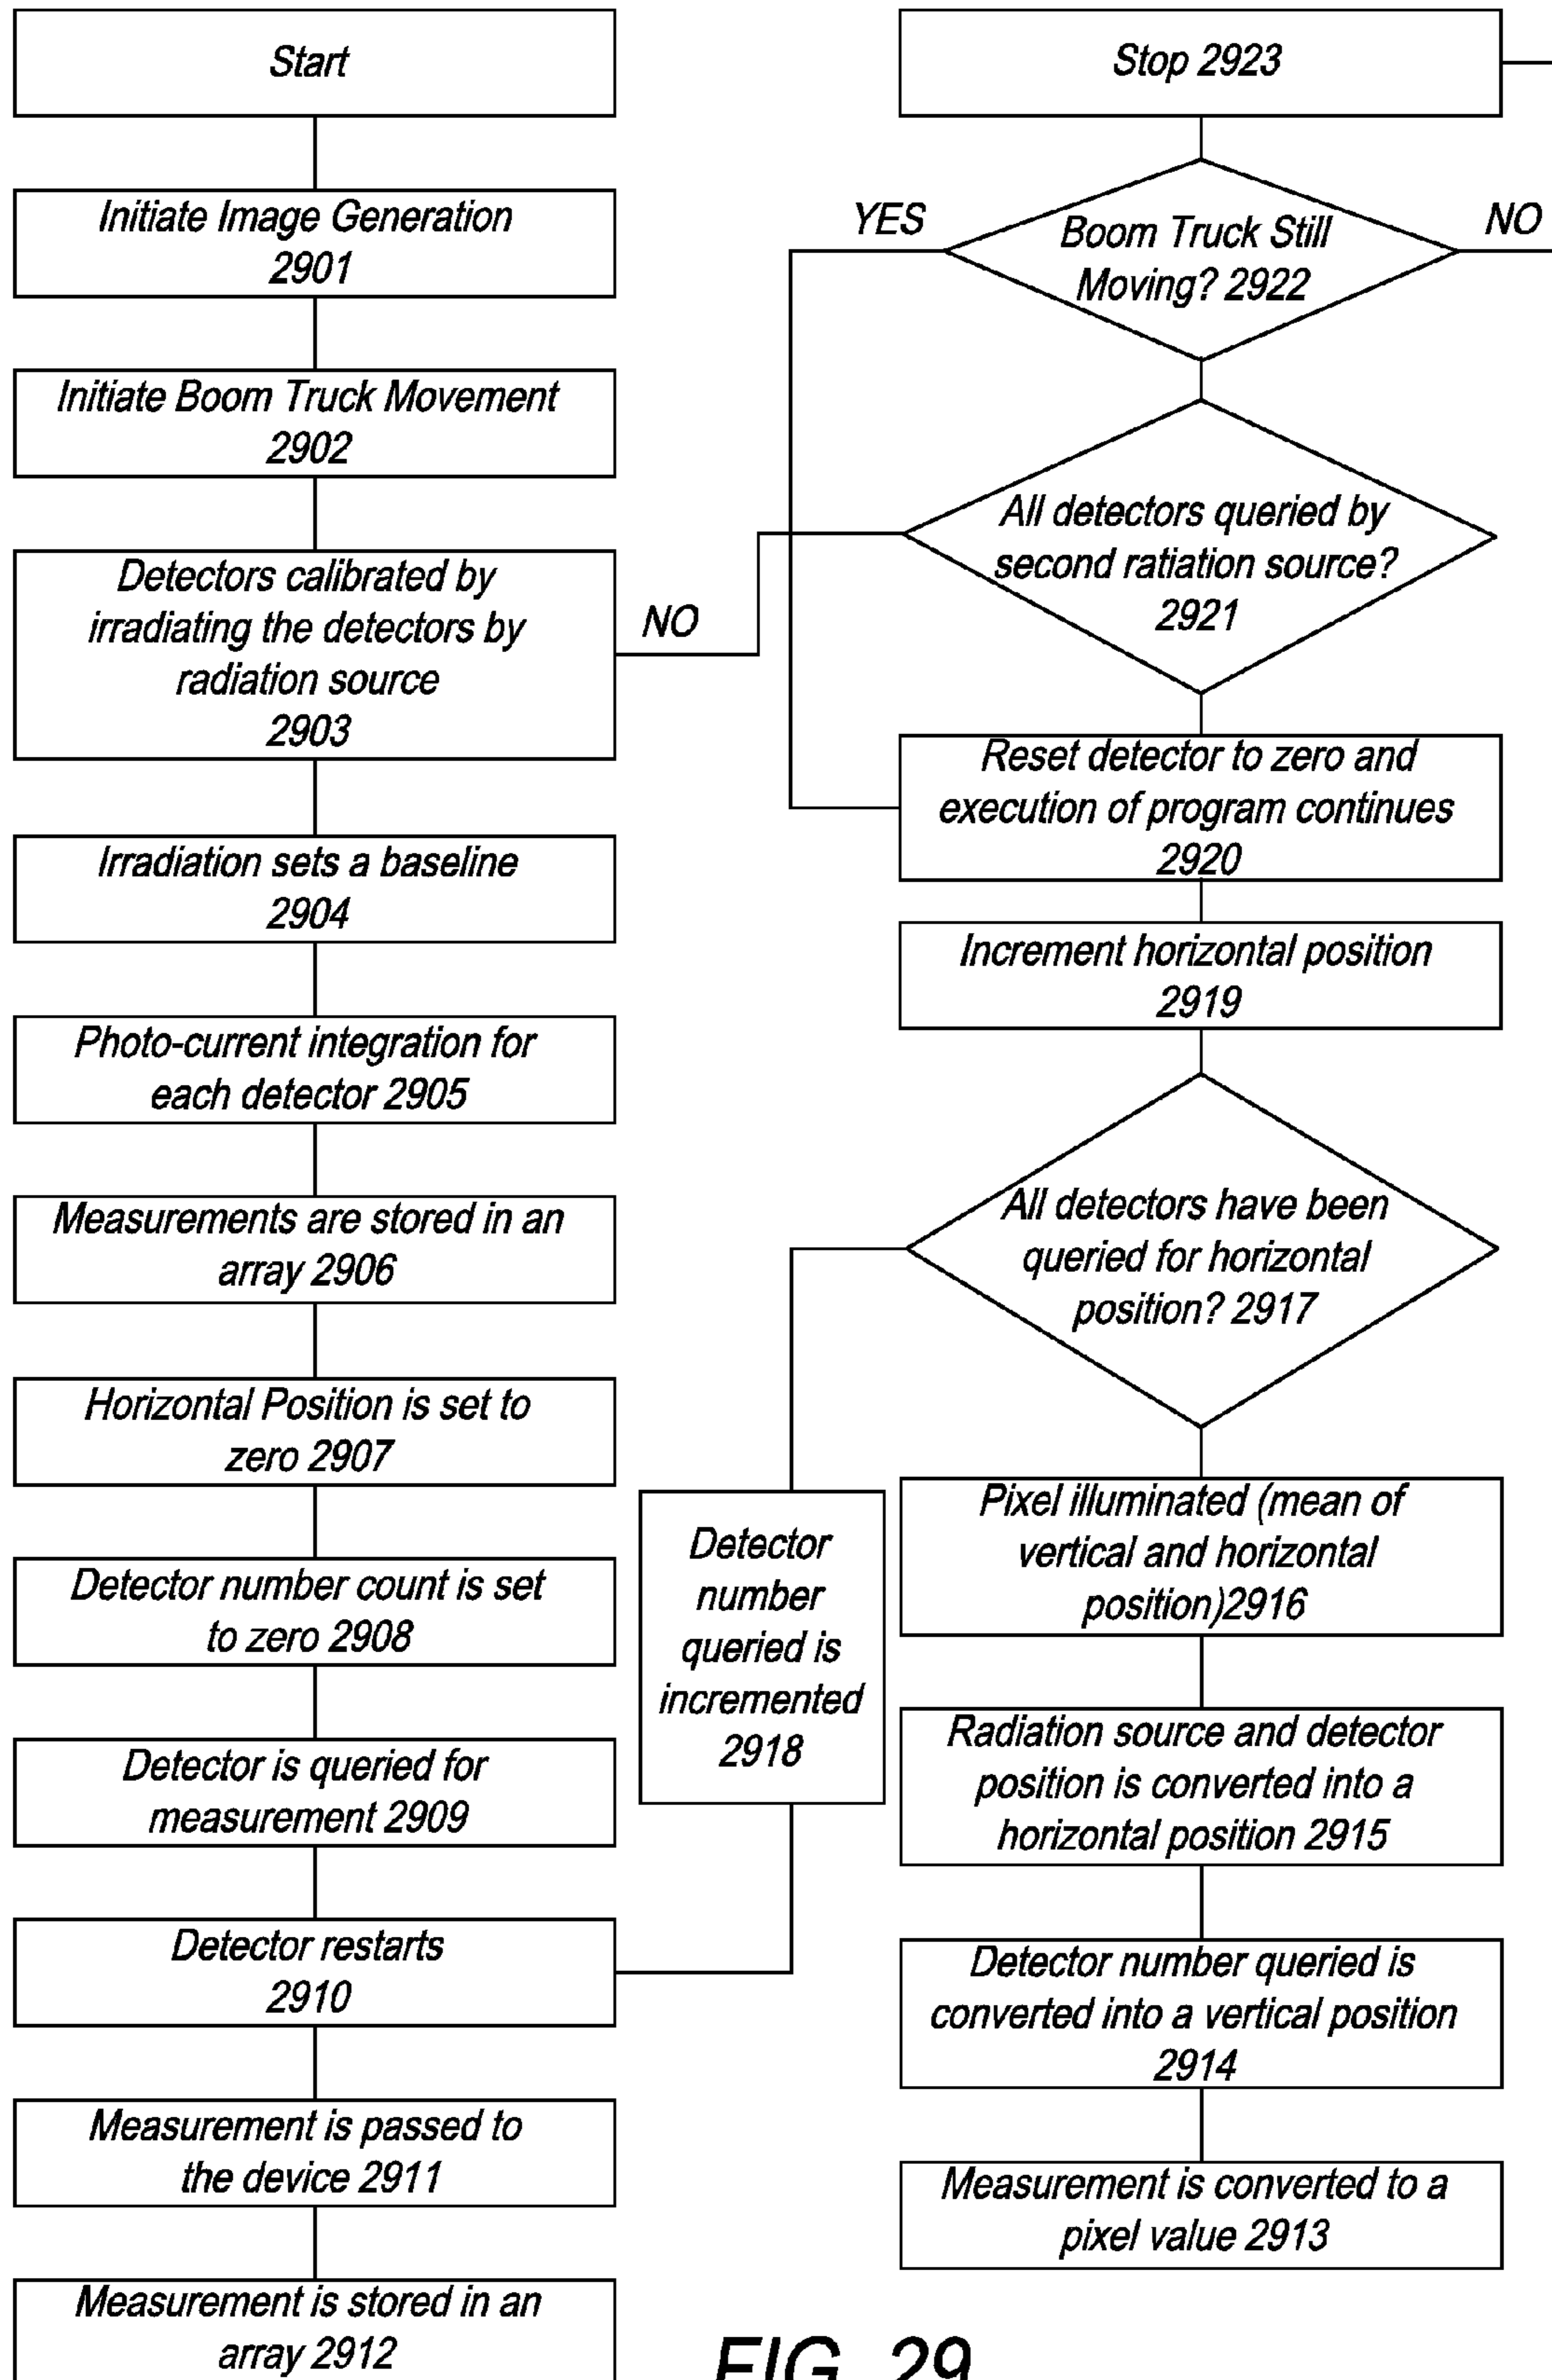 Start
Initiate Image Generation
2901
Initiate Boom Truck Movement
2902
Detectors calibrated by
irradiating the detectors by
radiation source
2903
NO
Irradiation sets a baseline
2904
Photo-current integration for
each detector 2905
Measurements are stored in an
array 2906
Horizontal Position is set to
zero 2907
Detector number count is set
to zero 2908
Detector is queried for
measurement 2909
Detector restarts
2910
Measurement is passed to
the device 2911
Measurement is stored in an
array 2912
Detector
number
queried is
incremented
2918
Stop 2923
YES
Boom Truck Still
Moving? 2922
NO
All detectors queried by
second ratiation source?
2921
Reset detector to zero and
execution of program continues
2920
Increment horizontal position
2919
All detectors have been
queried for horizontal
position? 2917
Pixel illuminated (mean of
vertical and horizontal
position)2916
Radiation source and detector
position is converted into a
horizontal position 2915
Detector number queried is
converted into a vertical position
2914
Measurement is converted to a
pixel value 2913
FIG. 29